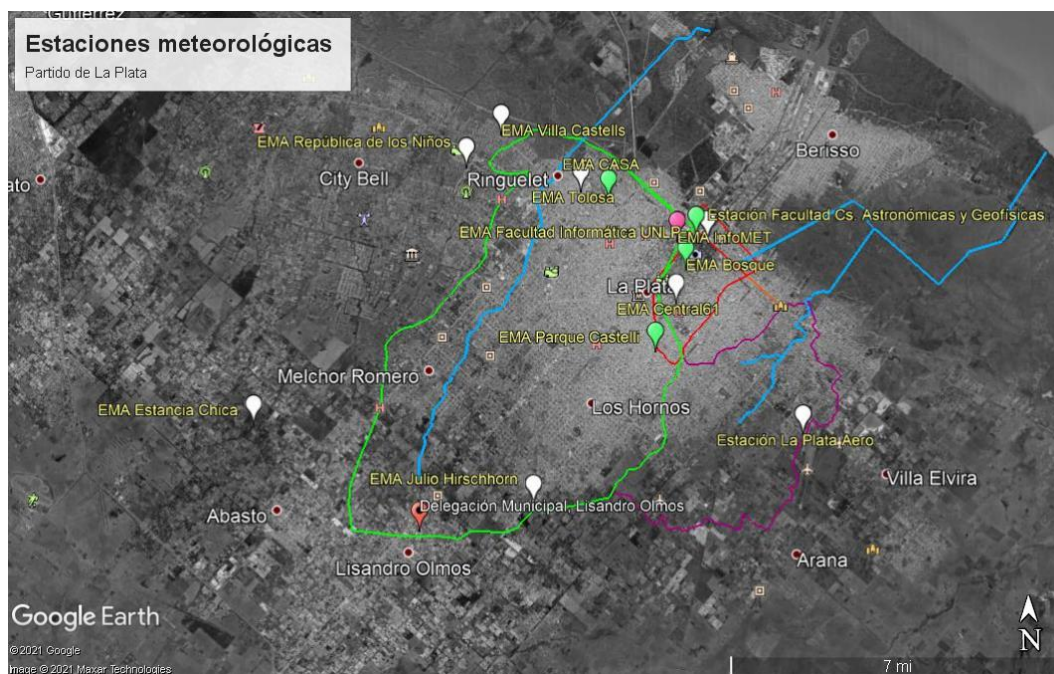 Gutierrez
Estaciones meteorológicas
Partido de La Plata
EMA Villa Castells
EMA República de los Niños
Berisso
EMA CASA
City Bell
Ringuelet
ato
EMA Tolosa
Estación Facultad Cs. Astronómicas y Geofísicas
EMA Facultad Informática UNLP
EMA InfoMET
EMA Bosque
La Plata
EMA Central61
EMA Parque Castelli
Melchor Romero
EMA Estancia Chica
Los Hornos
Estación La Plata Aero
EMA Julio Hirschhorn
Villa Elvira
Delegación Municipal, Lisandro Olmos
Abasto
Lisandro Olmos
Arana
Google Earth
©2021 Google
Image © 2021 Maxar Technologies
N
7 mi